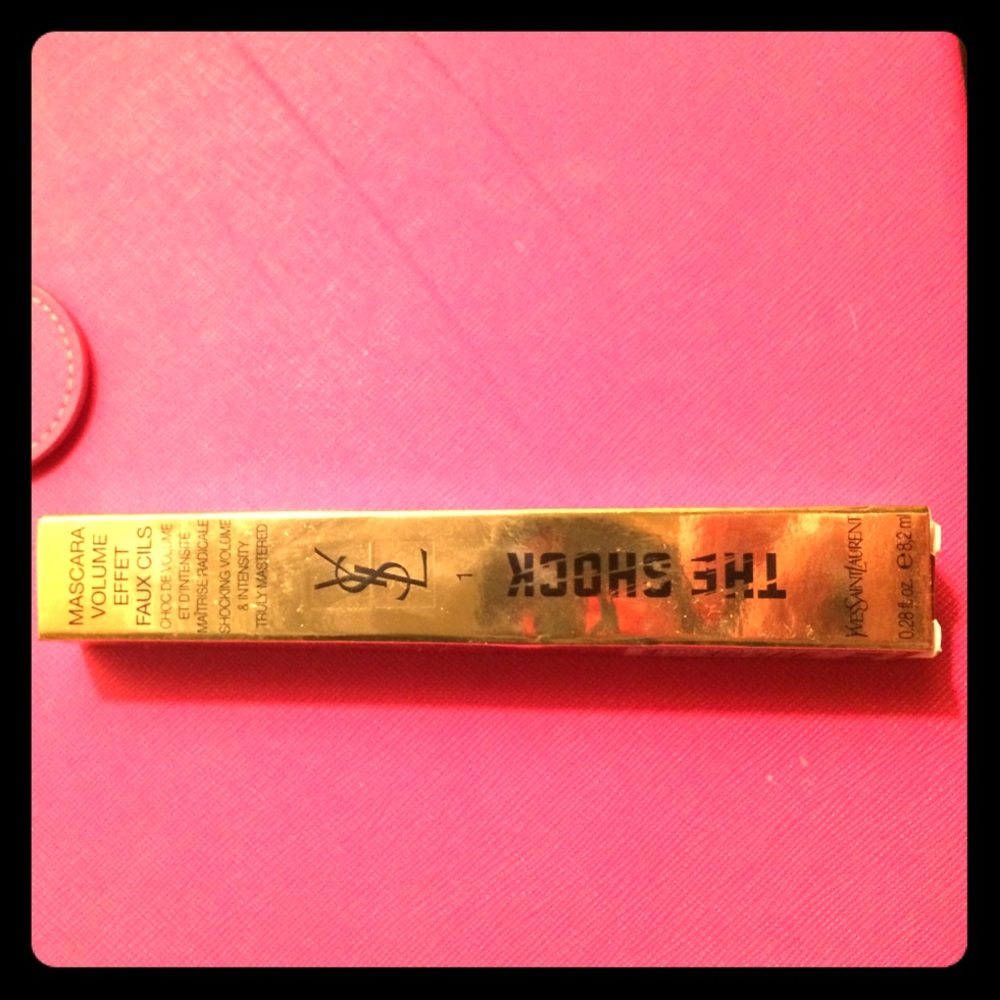 MASCARA
VOLUME
EFFET
FAUX CILS
CHOC DE VOLUME
ET D'INTENSITÉ
MAÎTRISE RADICALE
SHOCKING VOLUME
& INTENSITY
TRULY MASTERED
YSL
1
THE SHOCK
YVESSAINTLAURENT
0.28 fl.oz. e 8,2 ml